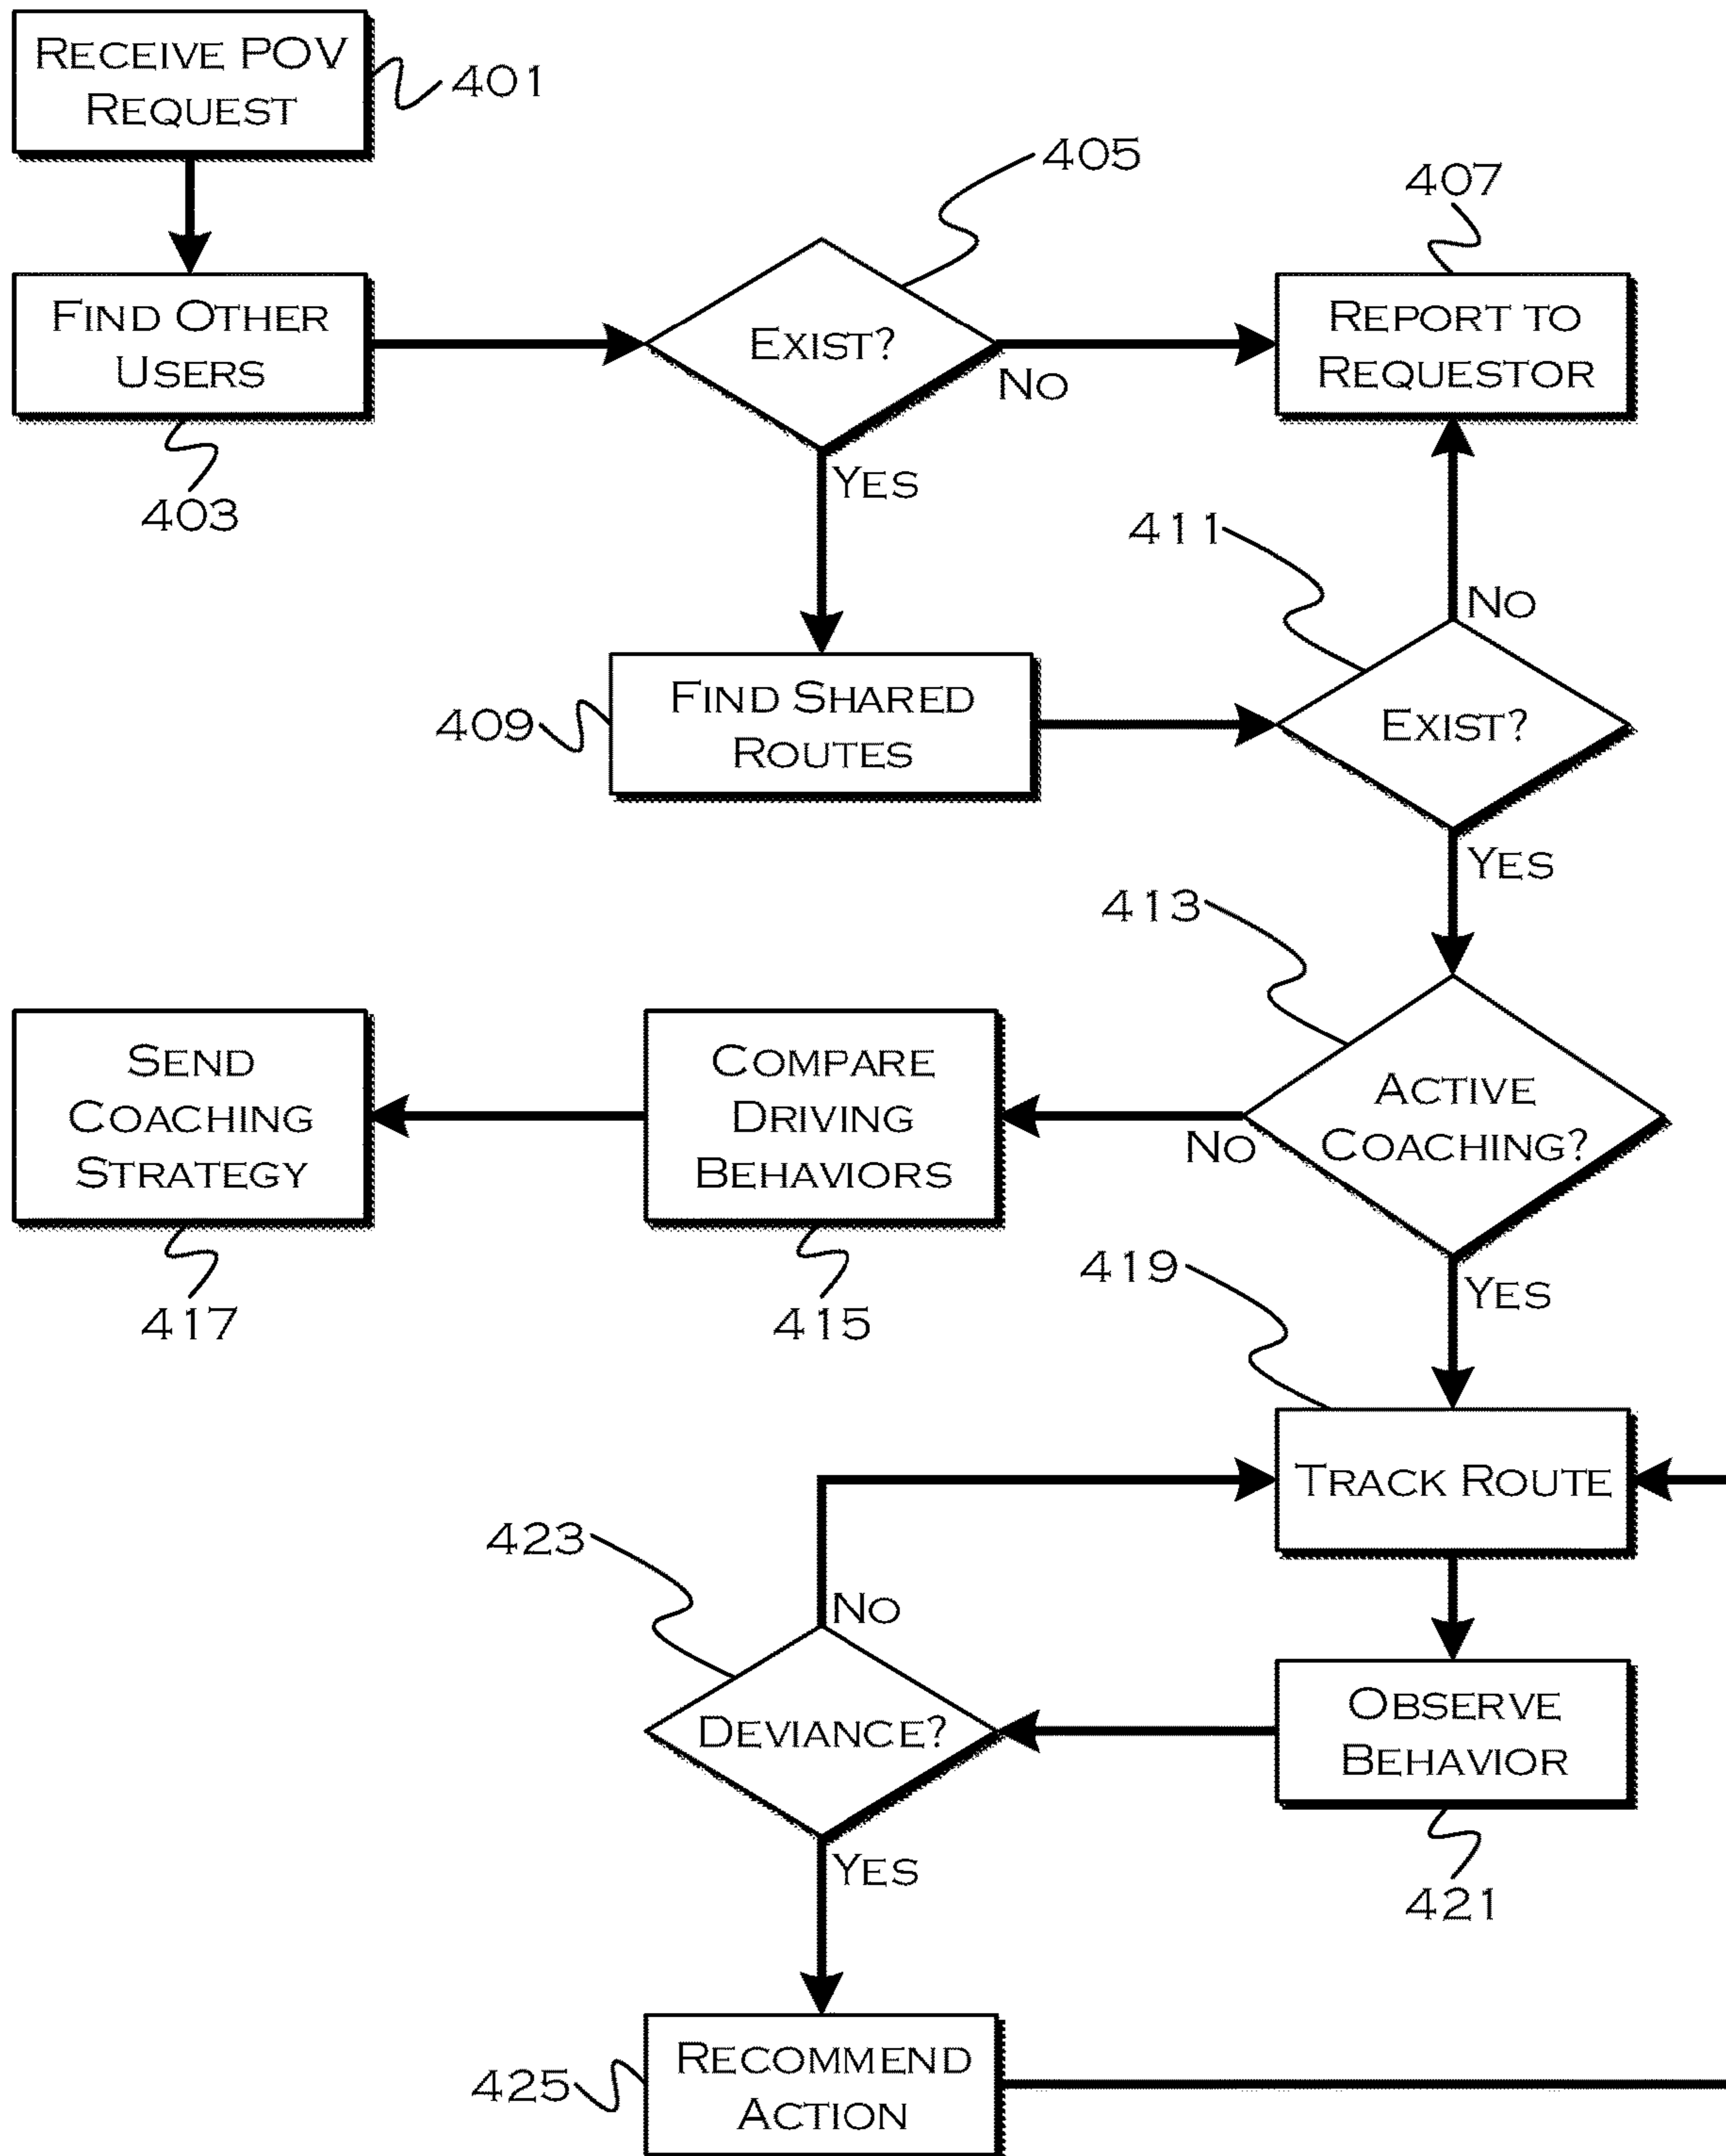 RECEIVE POV
REQUEST
401
405
407
FIND OTHER
USERS
EXIST?
NO
REPORT TO
REQUESTOR
403
YES
411
NO
409
FIND SHARED
ROUTES
EXIST?
YES
413
SEND
COACHING
STRATEGY
COMPARE
DRIVING
BEHAVIORS
NO
ACTIVE
COACHING?
417
415
419
YES
TRACK ROUTE
423
NO
DEVIANCE?
OBSERVE
BEHAVIOR
YES
421
425
RECOMMEND
ACTION